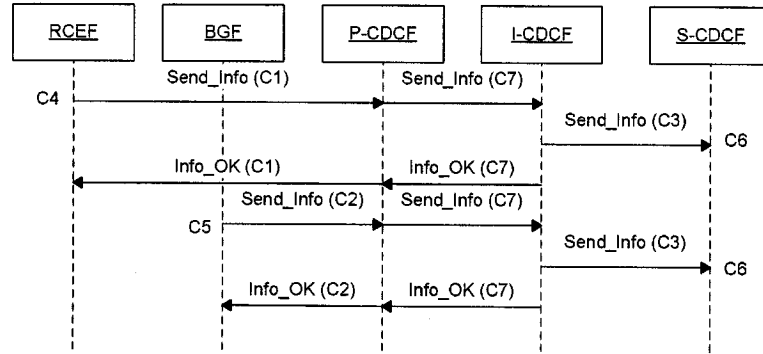 RCEF BGF P-CDCF I-CDCF S-CDCF
Send_Info (C1) Send_Info (C7)
C4
Send_Info (C3)
C6
Info_OK (C1) Info_OK (C7)
Send_Info (C2) Send_Info (C7)
C5
Send_Info (C3)
C6
Info_OK (C2) Info_OK (C7)